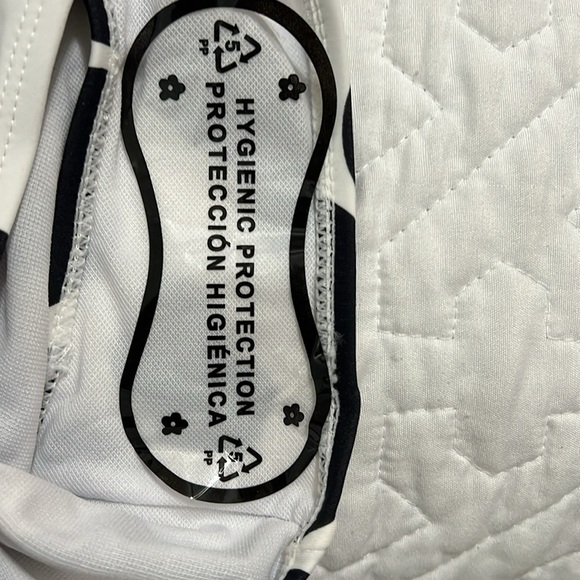 5
PP
HYGIENIC PROTECTION
PROTECCIÓN HIGIÉNICA
5
PP